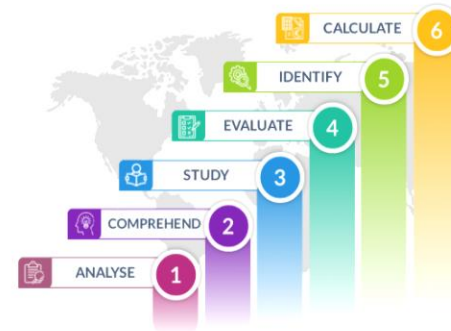 CALCULATE 6
IDENTIFY 5
EVALUATE 4
STUDY 3
COMPREHEND 2
ANALYSE 1